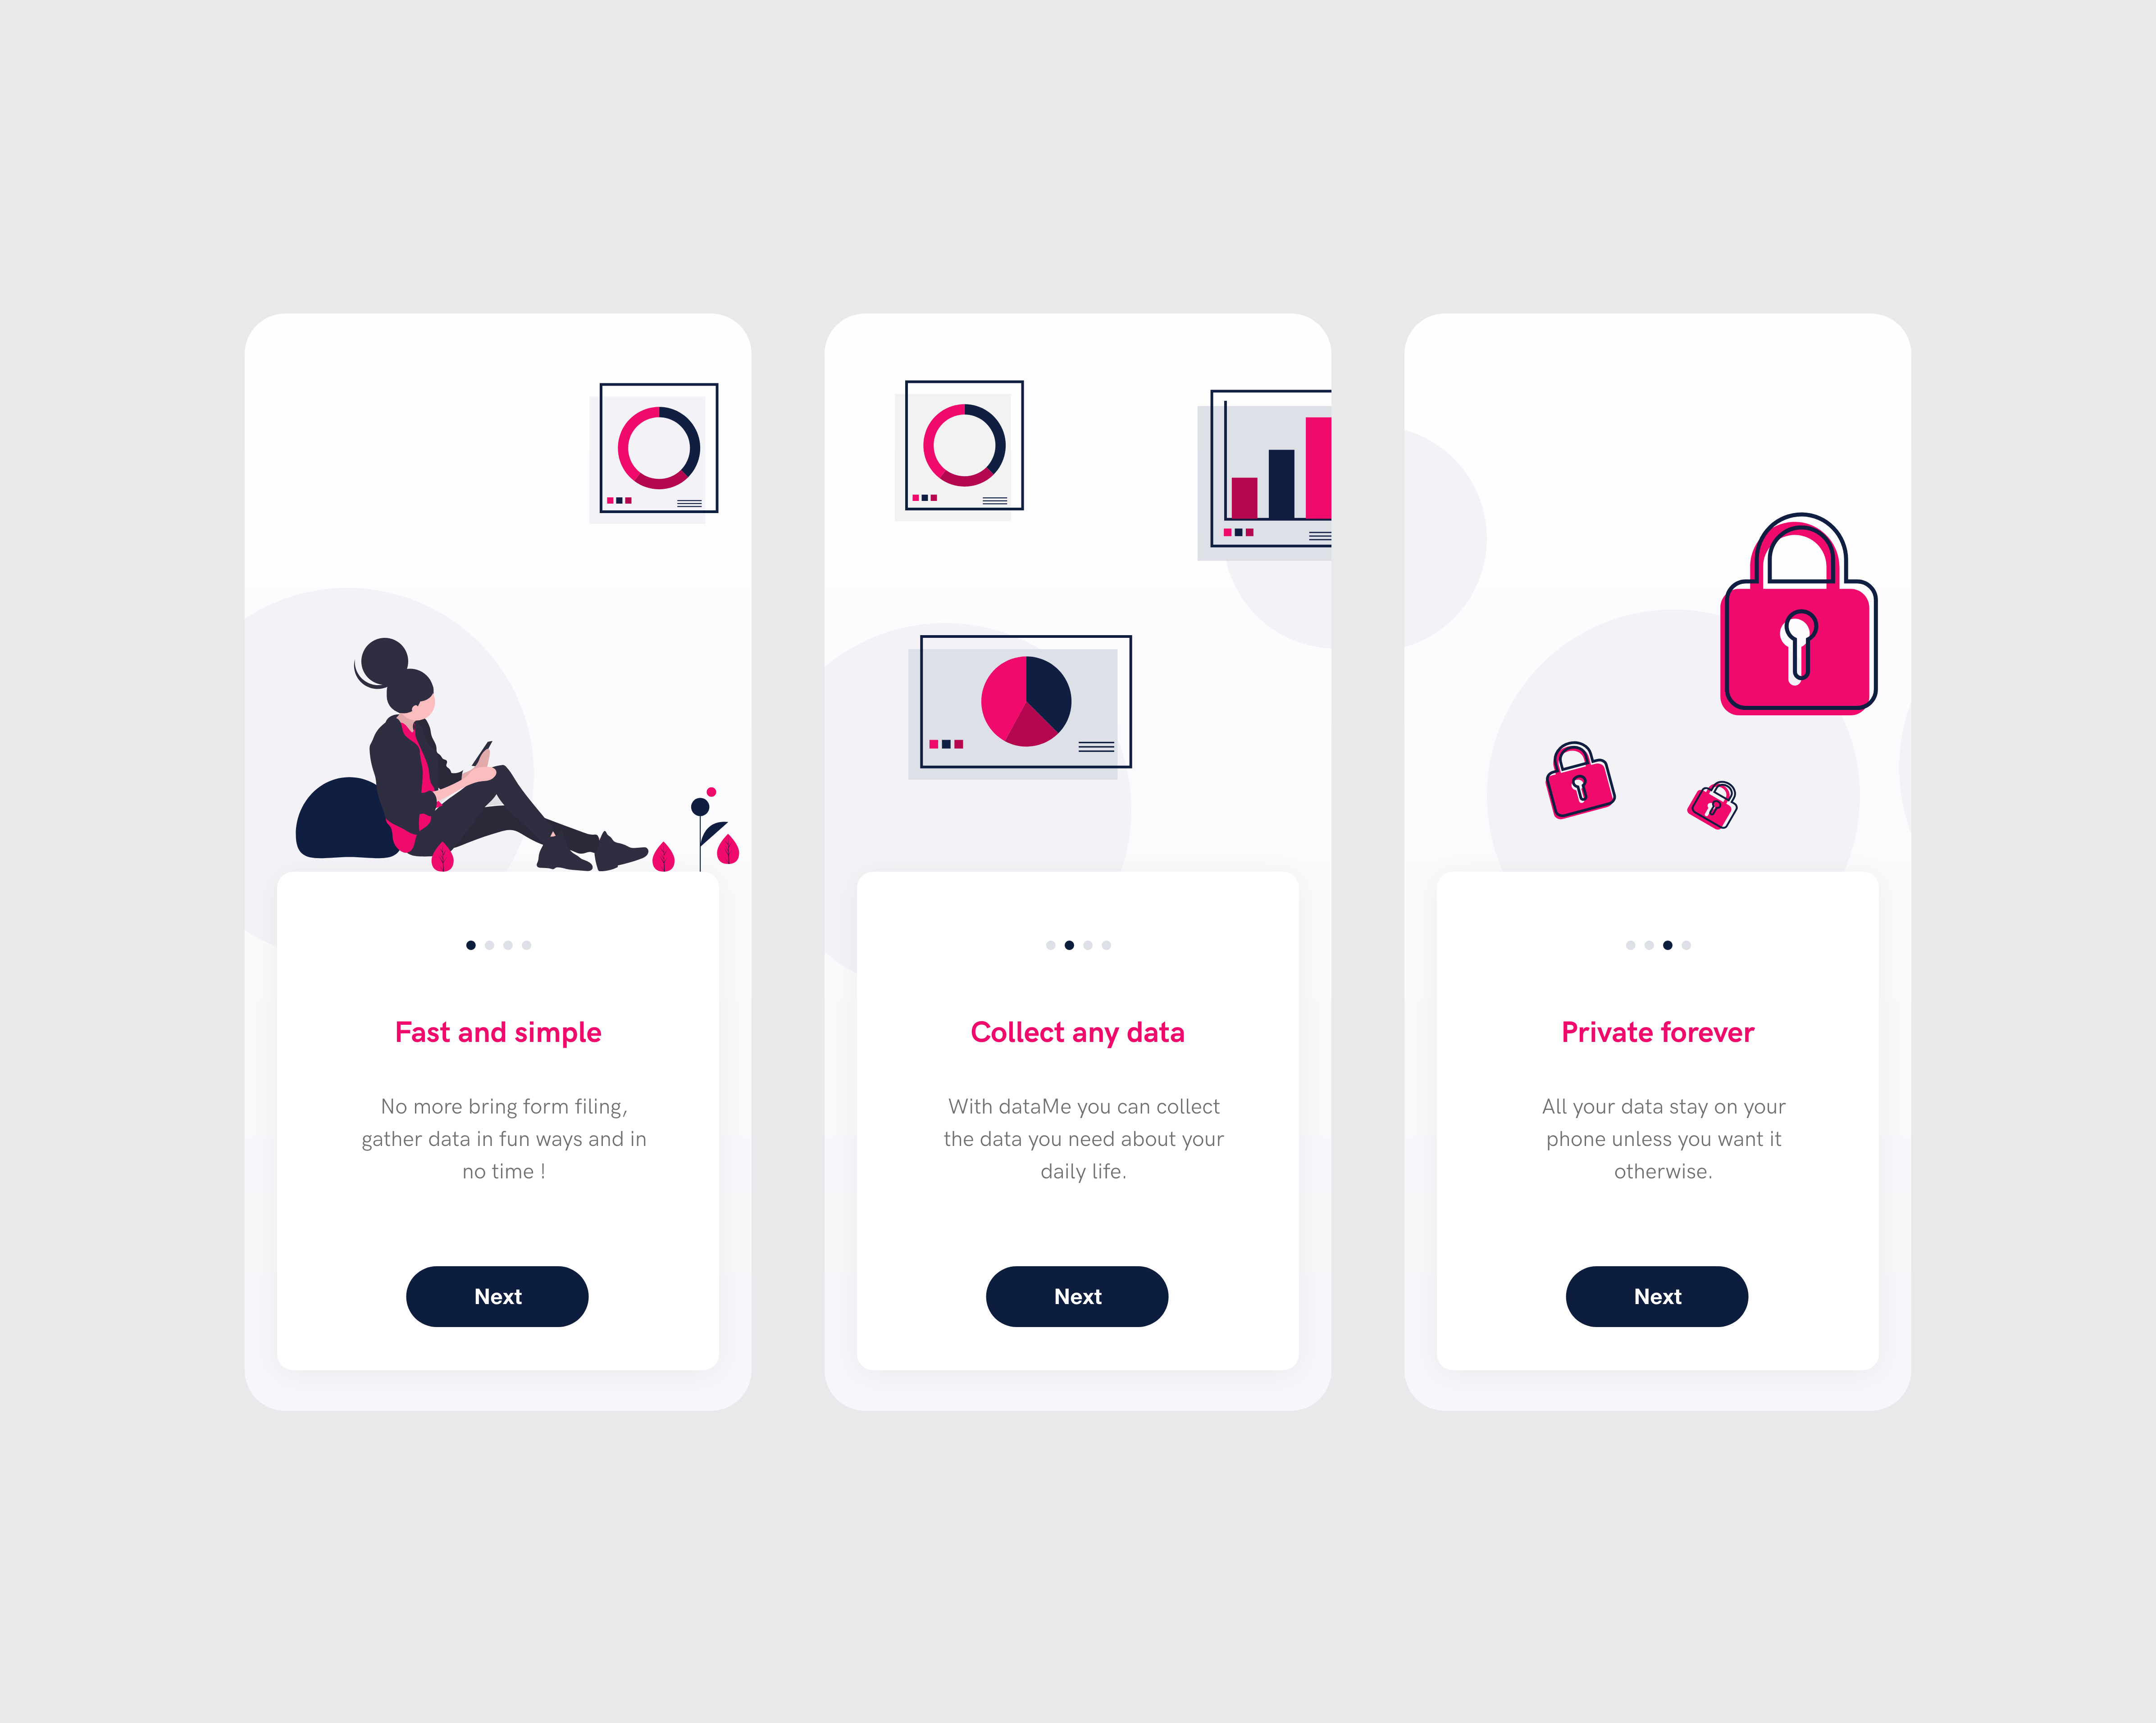 Fast and simple
No more bring form filing,
gather data in fun ways and in
no time !
Next
Collect any data
With dataMe you can collect
the data you need about your
daily life.
Next
Private forever
All your data stay on your
phone unless you want it
otherwise.
Next